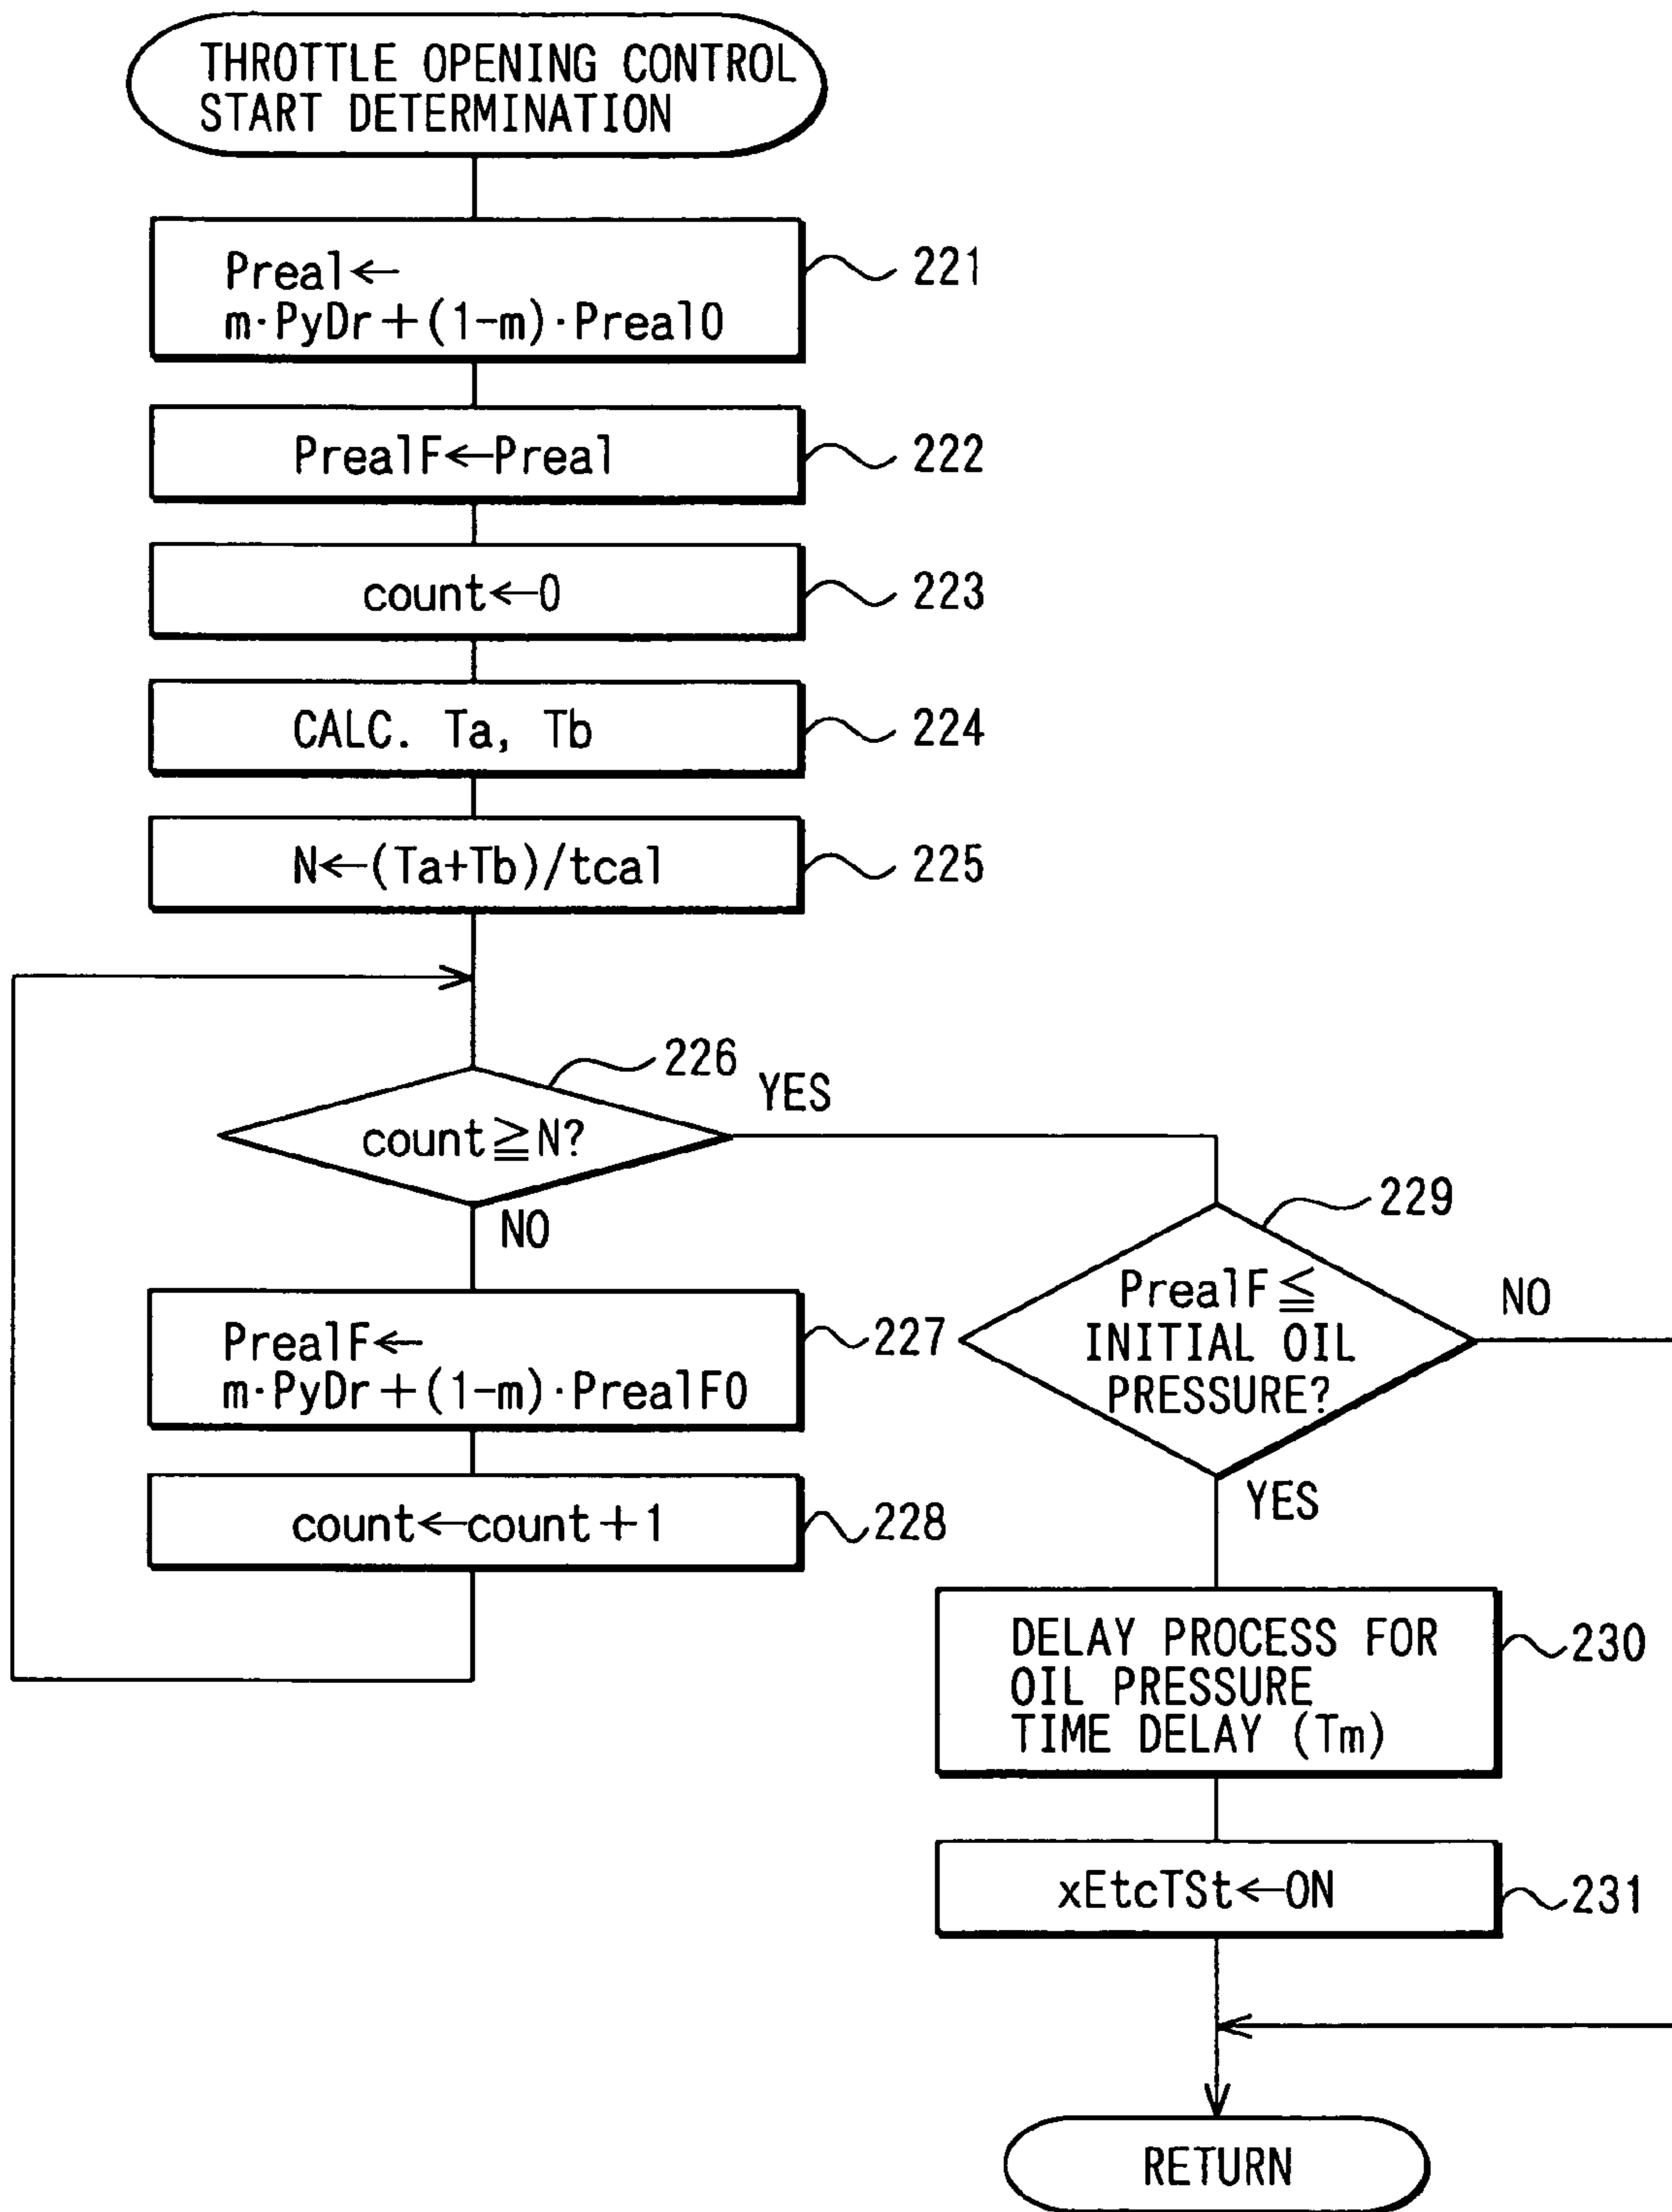 THROTTLE OPENING CONTROL
START DETERMINATION
Preal←
m·PyDr+(1-m)·Preal0
221
PrealF←Preal
222
count←0
223
CALC. Ta, Tb
224
N←(Ta+Tb)/tcal
225
226
YES
count≧N?
NO
229
PrealF≦
INITIAL OIL
PRESSURE?
NO
YES
PrealF←
m·PyDr+(1-m)·PrealF0
227
count←count+1
228
DELAY PROCESS FOR
OIL PRESSURE
TIME DELAY (Tm)
230
xEtcTSt←ON
231
RETURN